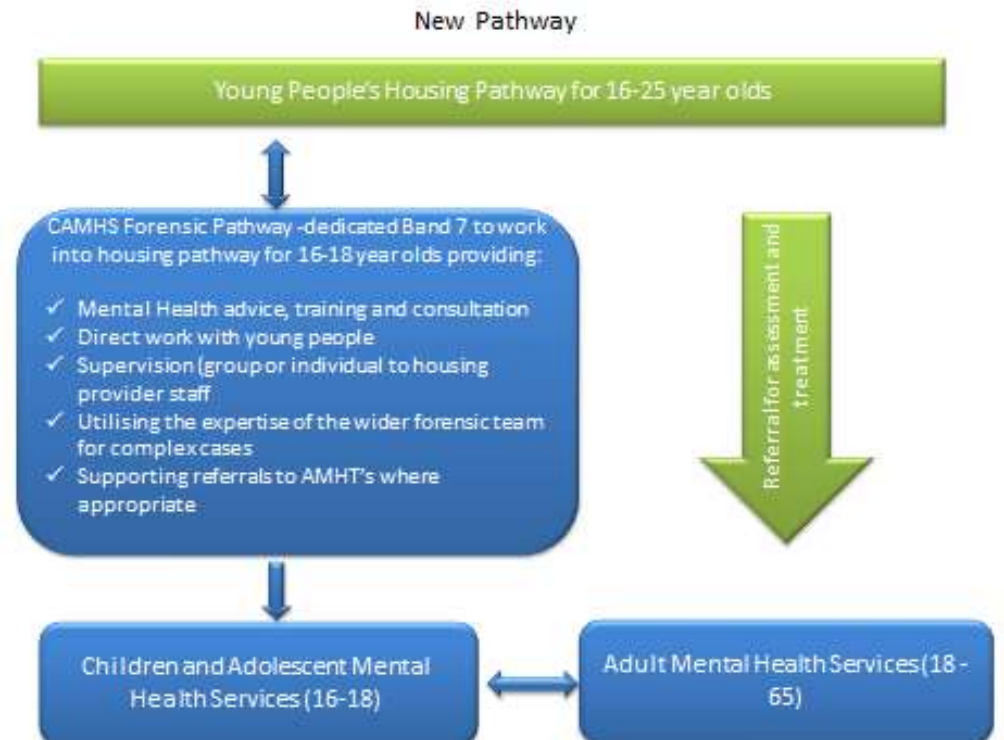 New Pathway
Young People's Housing Pathway for 16-25 year olds
CAMHS Forensic Pathway -dedicated Band 7 to work
into housing pathway for 16-18 year olds providing:
✓ Mental Health advice, training and consultation
✓ Direct work with young people
✓ Supervision (group or individual to housing
provider staff
✓ Utilising the expertise of the wider forensic team
for complex cases
✓ Supporting referrals to AMHT's where
appropriate
Referral for assessment and
treatment
Children and Adolescent Mental
Health Services (16-18)
Adult Mental Health Services (18 -
65)